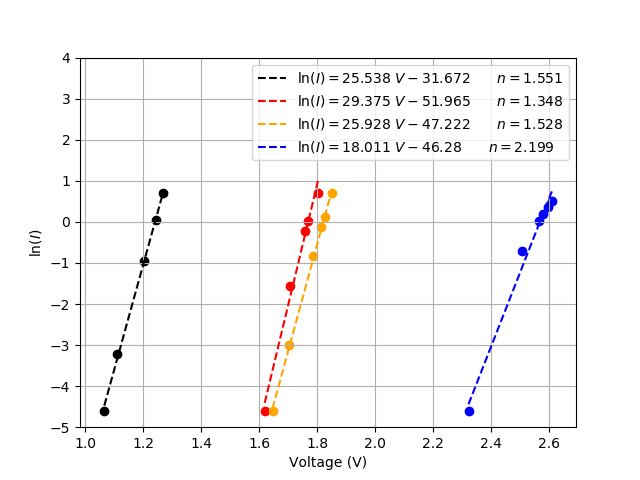 ln(I) = 25.538 V − 31.672 n = 1.551
ln(I) = 29.375 V − 51.965 n = 1.348
ln(I) = 25.928 V − 47.222 n = 1.528
ln(I) = 18.011 V − 46.28 n = 2.199
4
3
2
1
0
−1
−2
−3
−4
−5
ln(I)
1.0 1.2 1.4 1.6 1.8 2.0 2.2 2.4 2.6
Voltage (V)